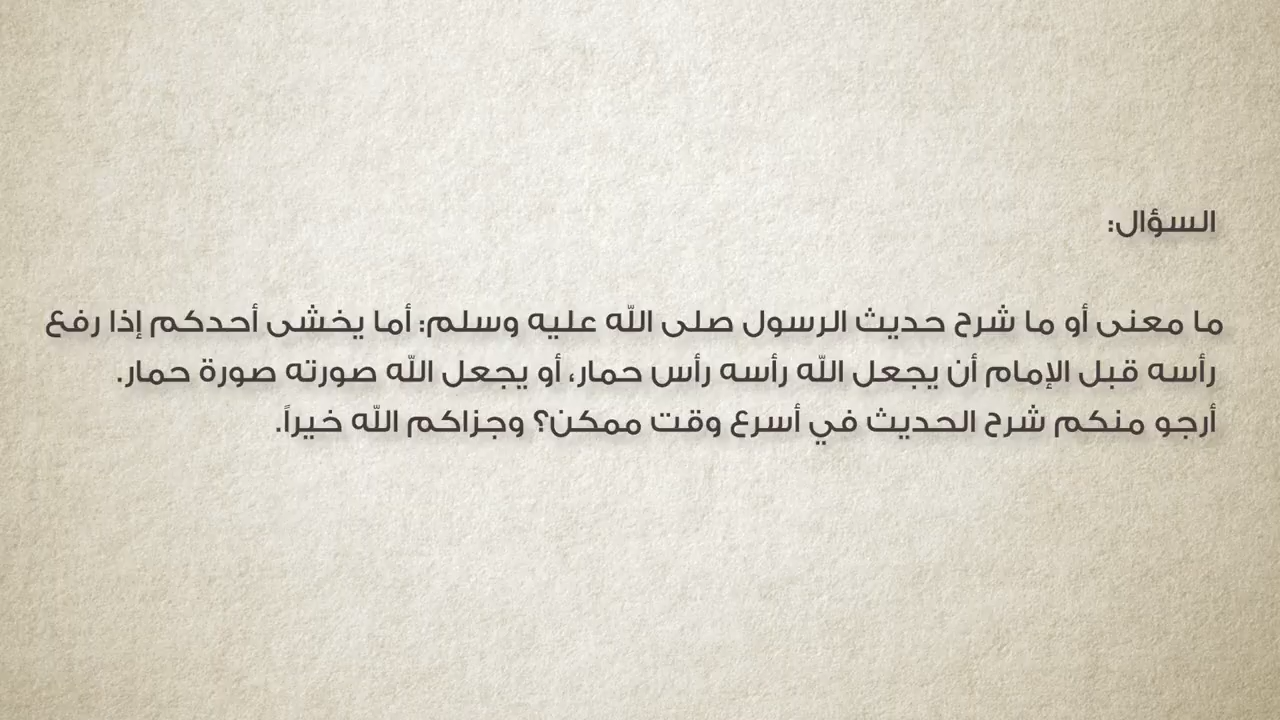 السؤال:
ما معنى أو ما شرح حديث الرسول صلى الله عليه وسلم: أما يخشى أحدكم إذا رفع
رأسه قبل الإمام أن يجعل الله رأسه رأس حمار، أو يجعل الله صورته صورة حمار.
أرجو منكم شرح الحديث في أسرع وقت ممكن؟ وجزاكم الله خيراً.